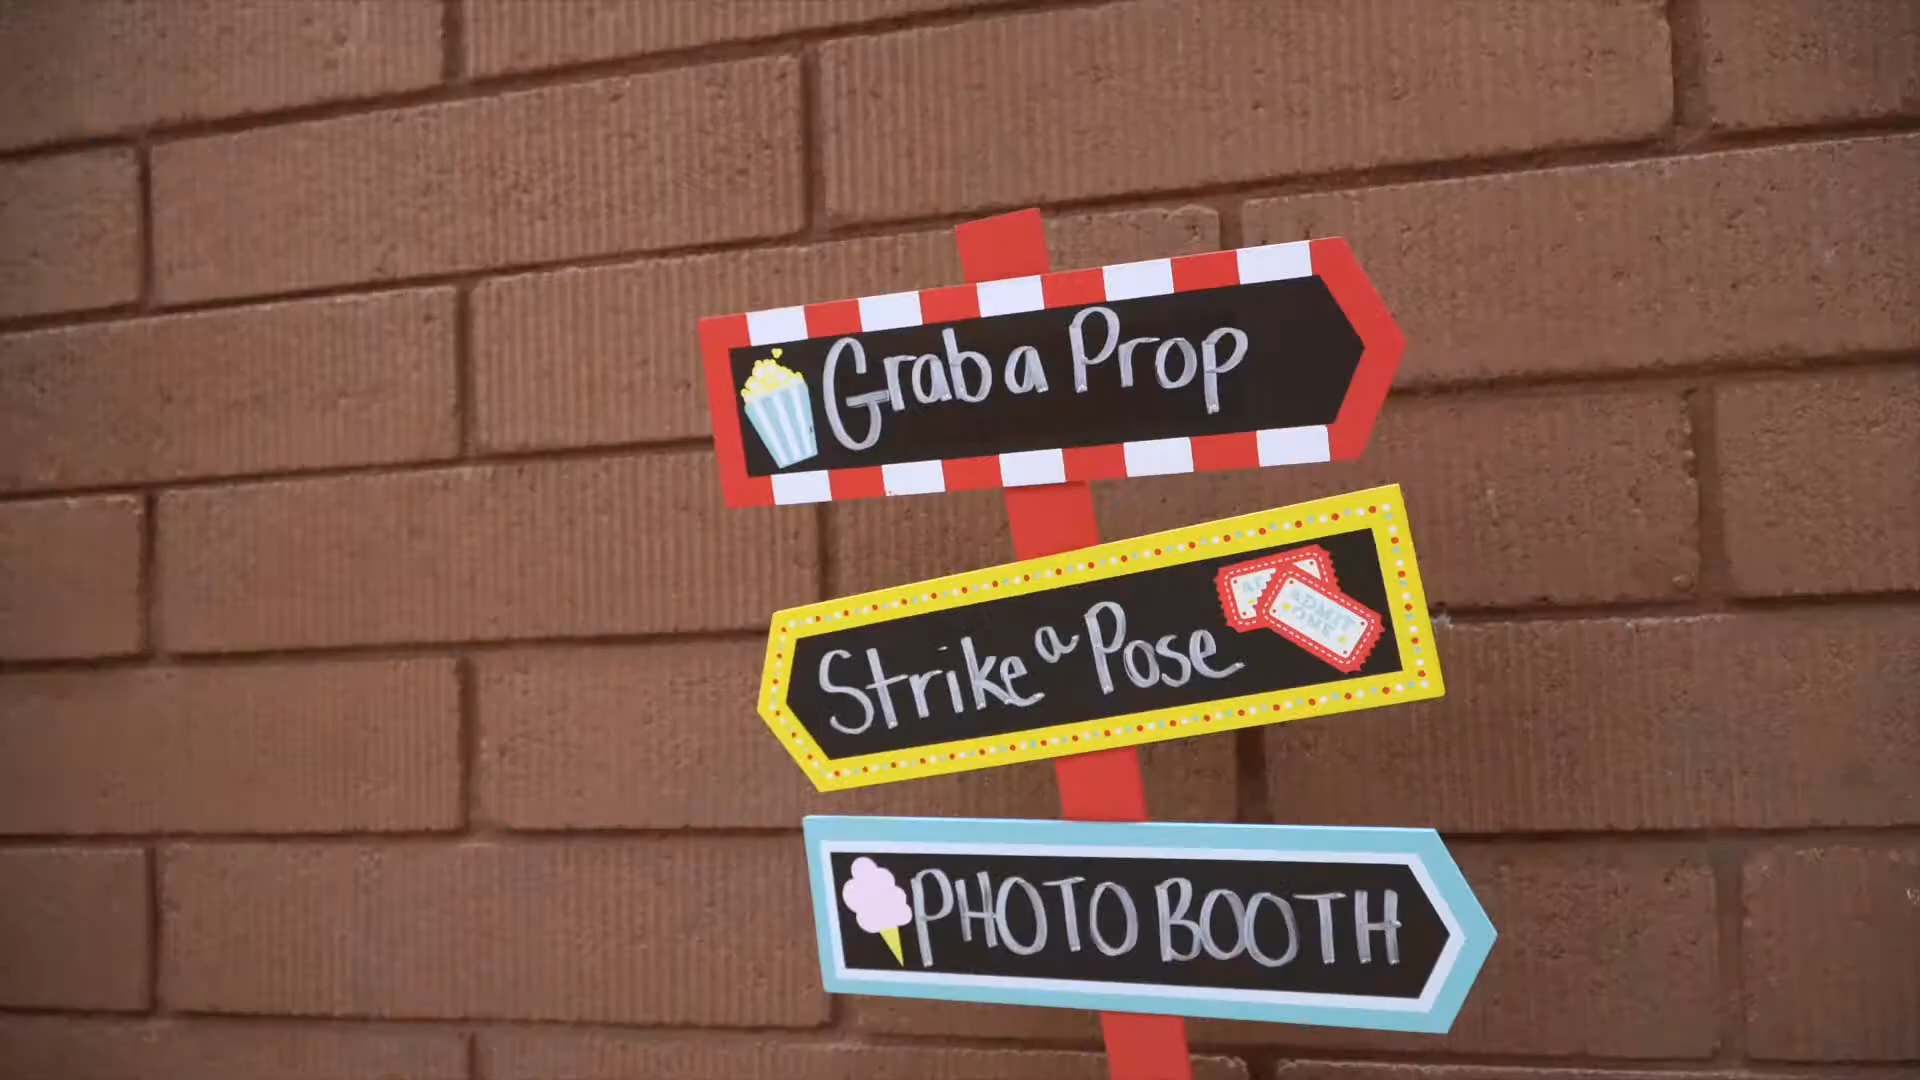 Grab a Prop
Strike a Pose
ADMIT
ONE
PHOTO BOOTH